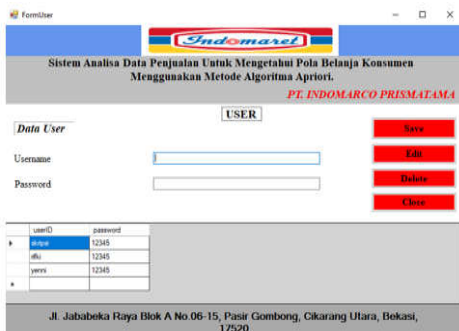 FormUser
Indomaret
Sistem Analisa Data Penjualan Untuk Mengetahui Pola Belanja Konsumen
Menggunakan Metode Algoritma Apriori.
PT. INDOMARCO PRISMATAMA
USER
Data User
Save
Username
Edit
Password
Delete
Close
userID password
12345
rifki 12345
yenni 12345
Jl. Jababeka Raya Blok A No.06-15, Pasir Gombong, Cikarang Utara, Bekasi,
17520